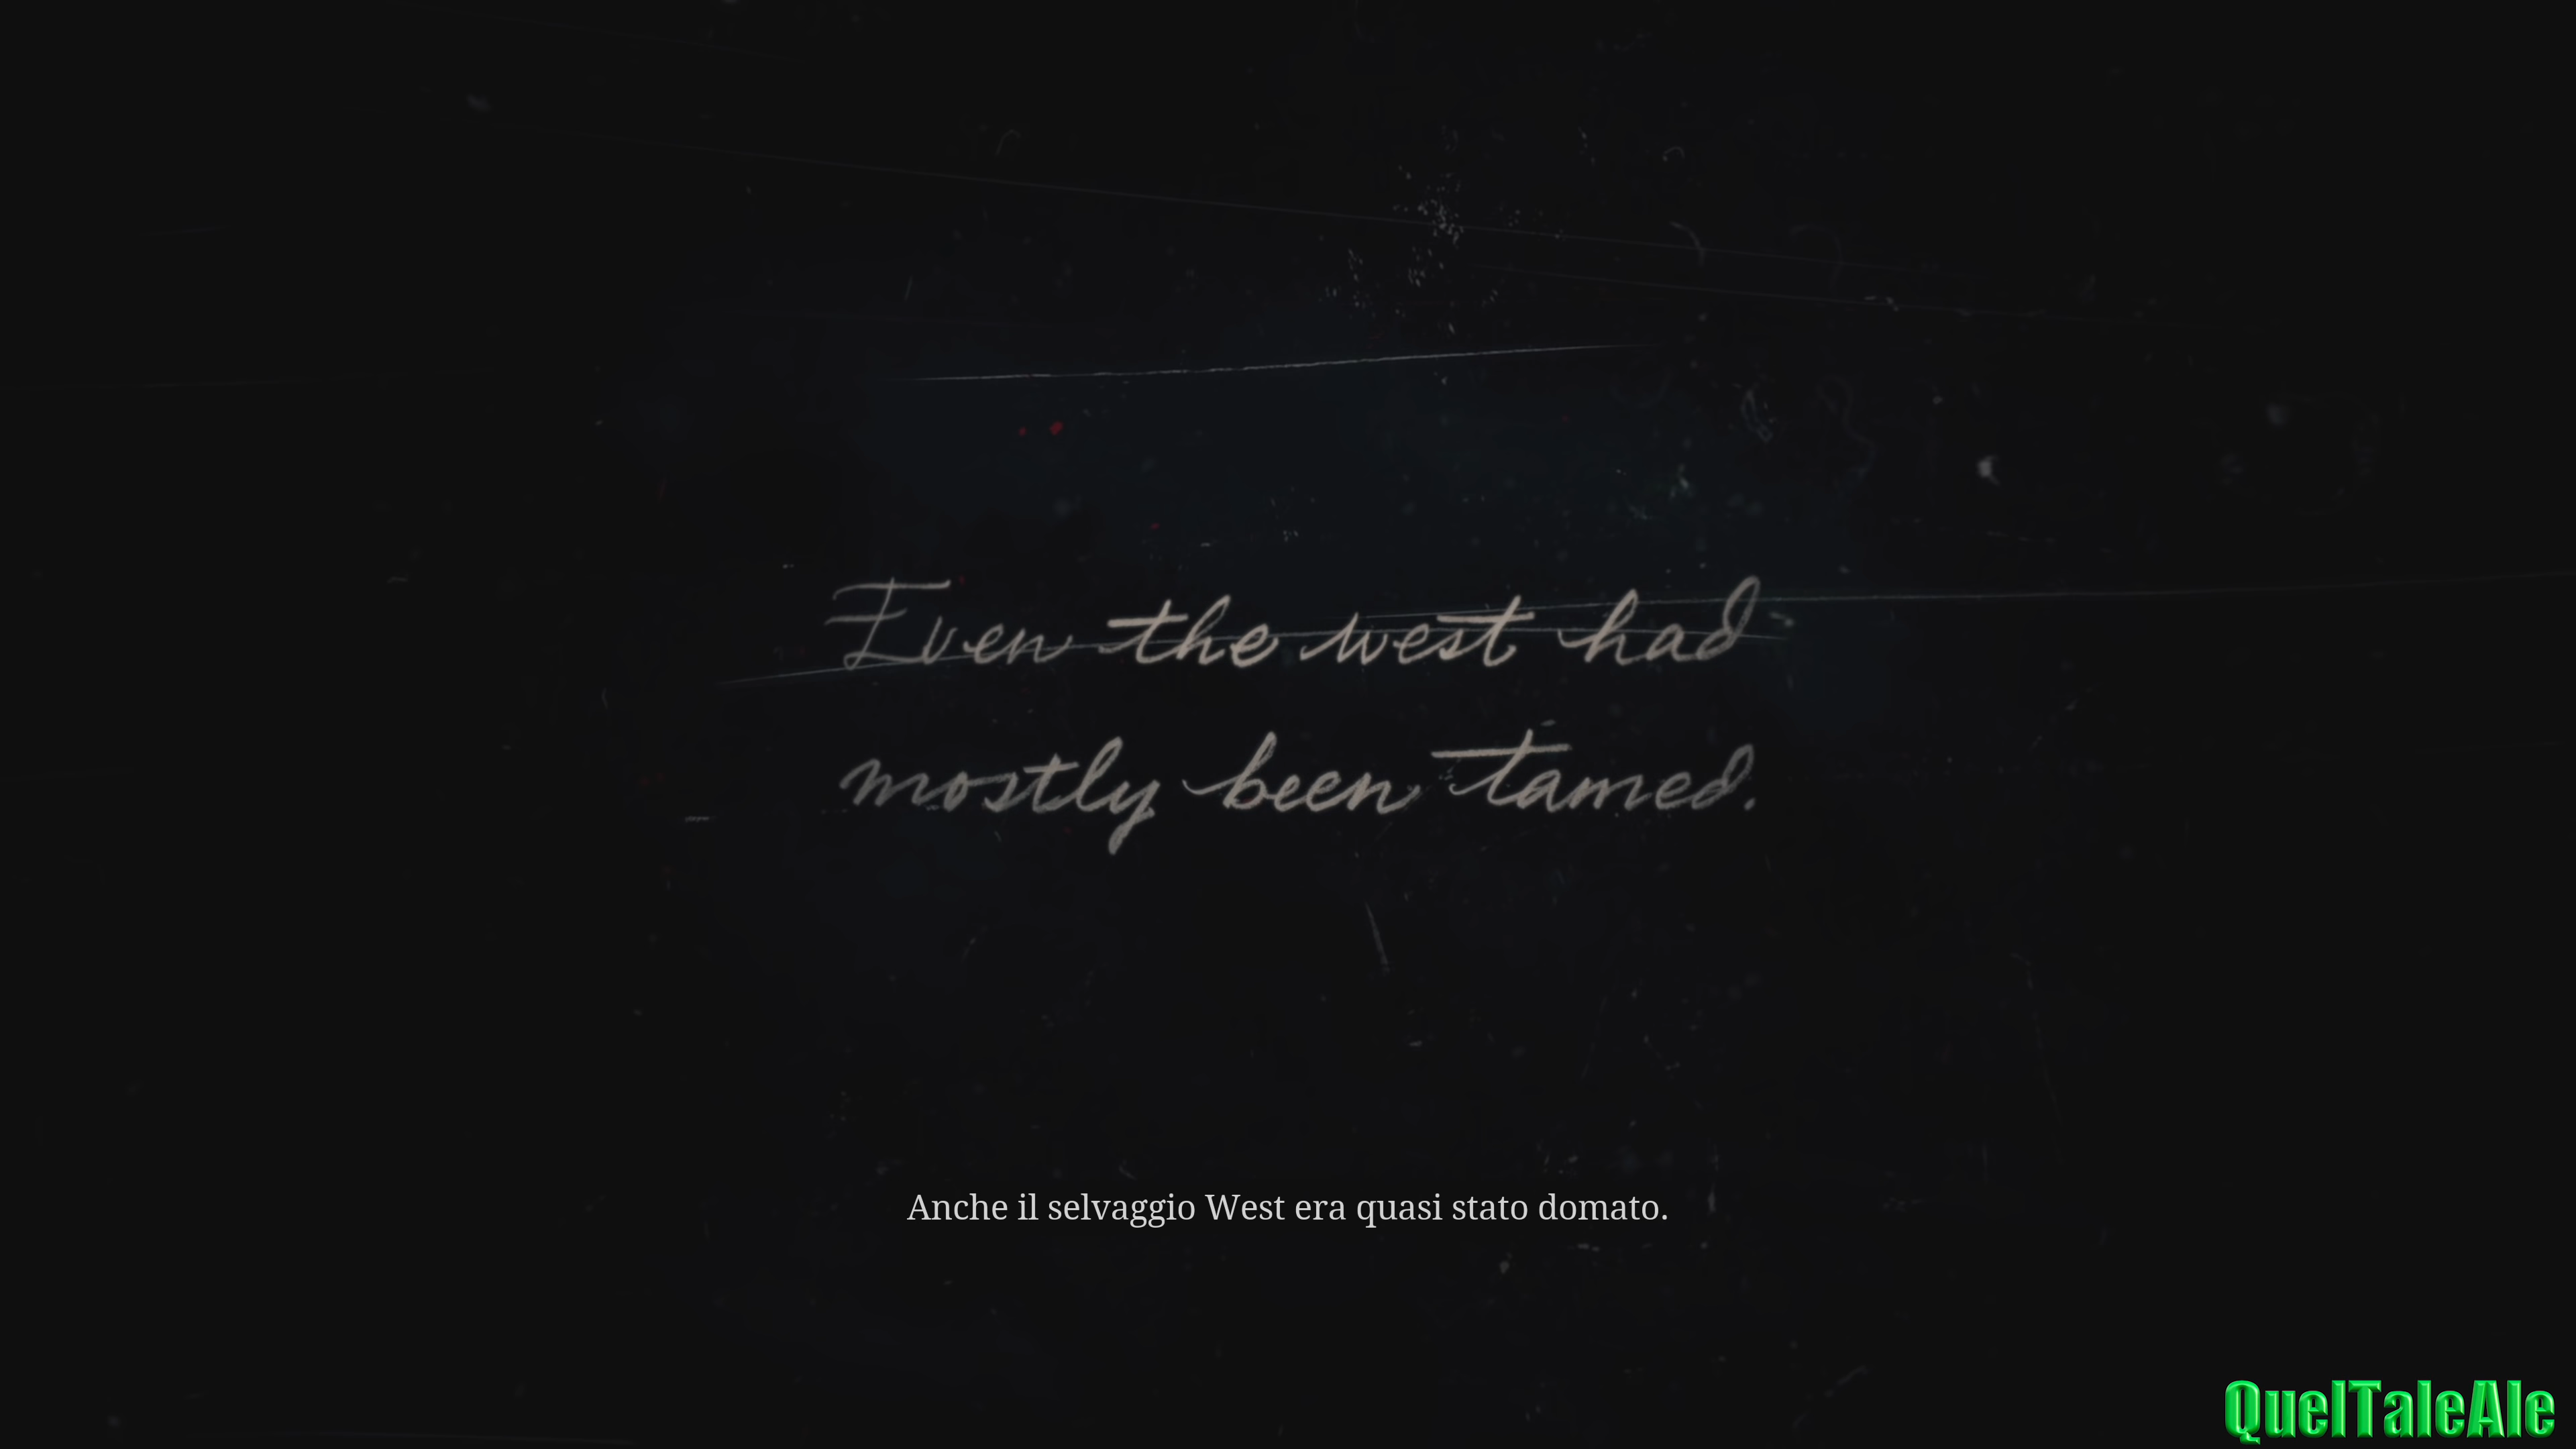 Even the west had
mostly been tamed.
Anche il selvaggio West era quasi stato domato.
QuelTaleAle